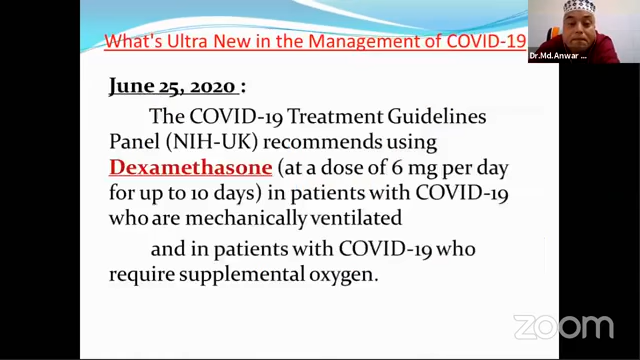 What's Ultra New in the Management of COVID-19
Dr.Md.Anwar ...
June 25, 2020 :
The COVID-19 Treatment Guidelines
Panel (NIH-UK) recommends using
Dexamethasone (at a dose of 6 mg per day
for up to 10 days) in patients with COVID-19
who are mechanically ventilated
and in patients with COVID-19 who
require supplemental oxygen.
zoom